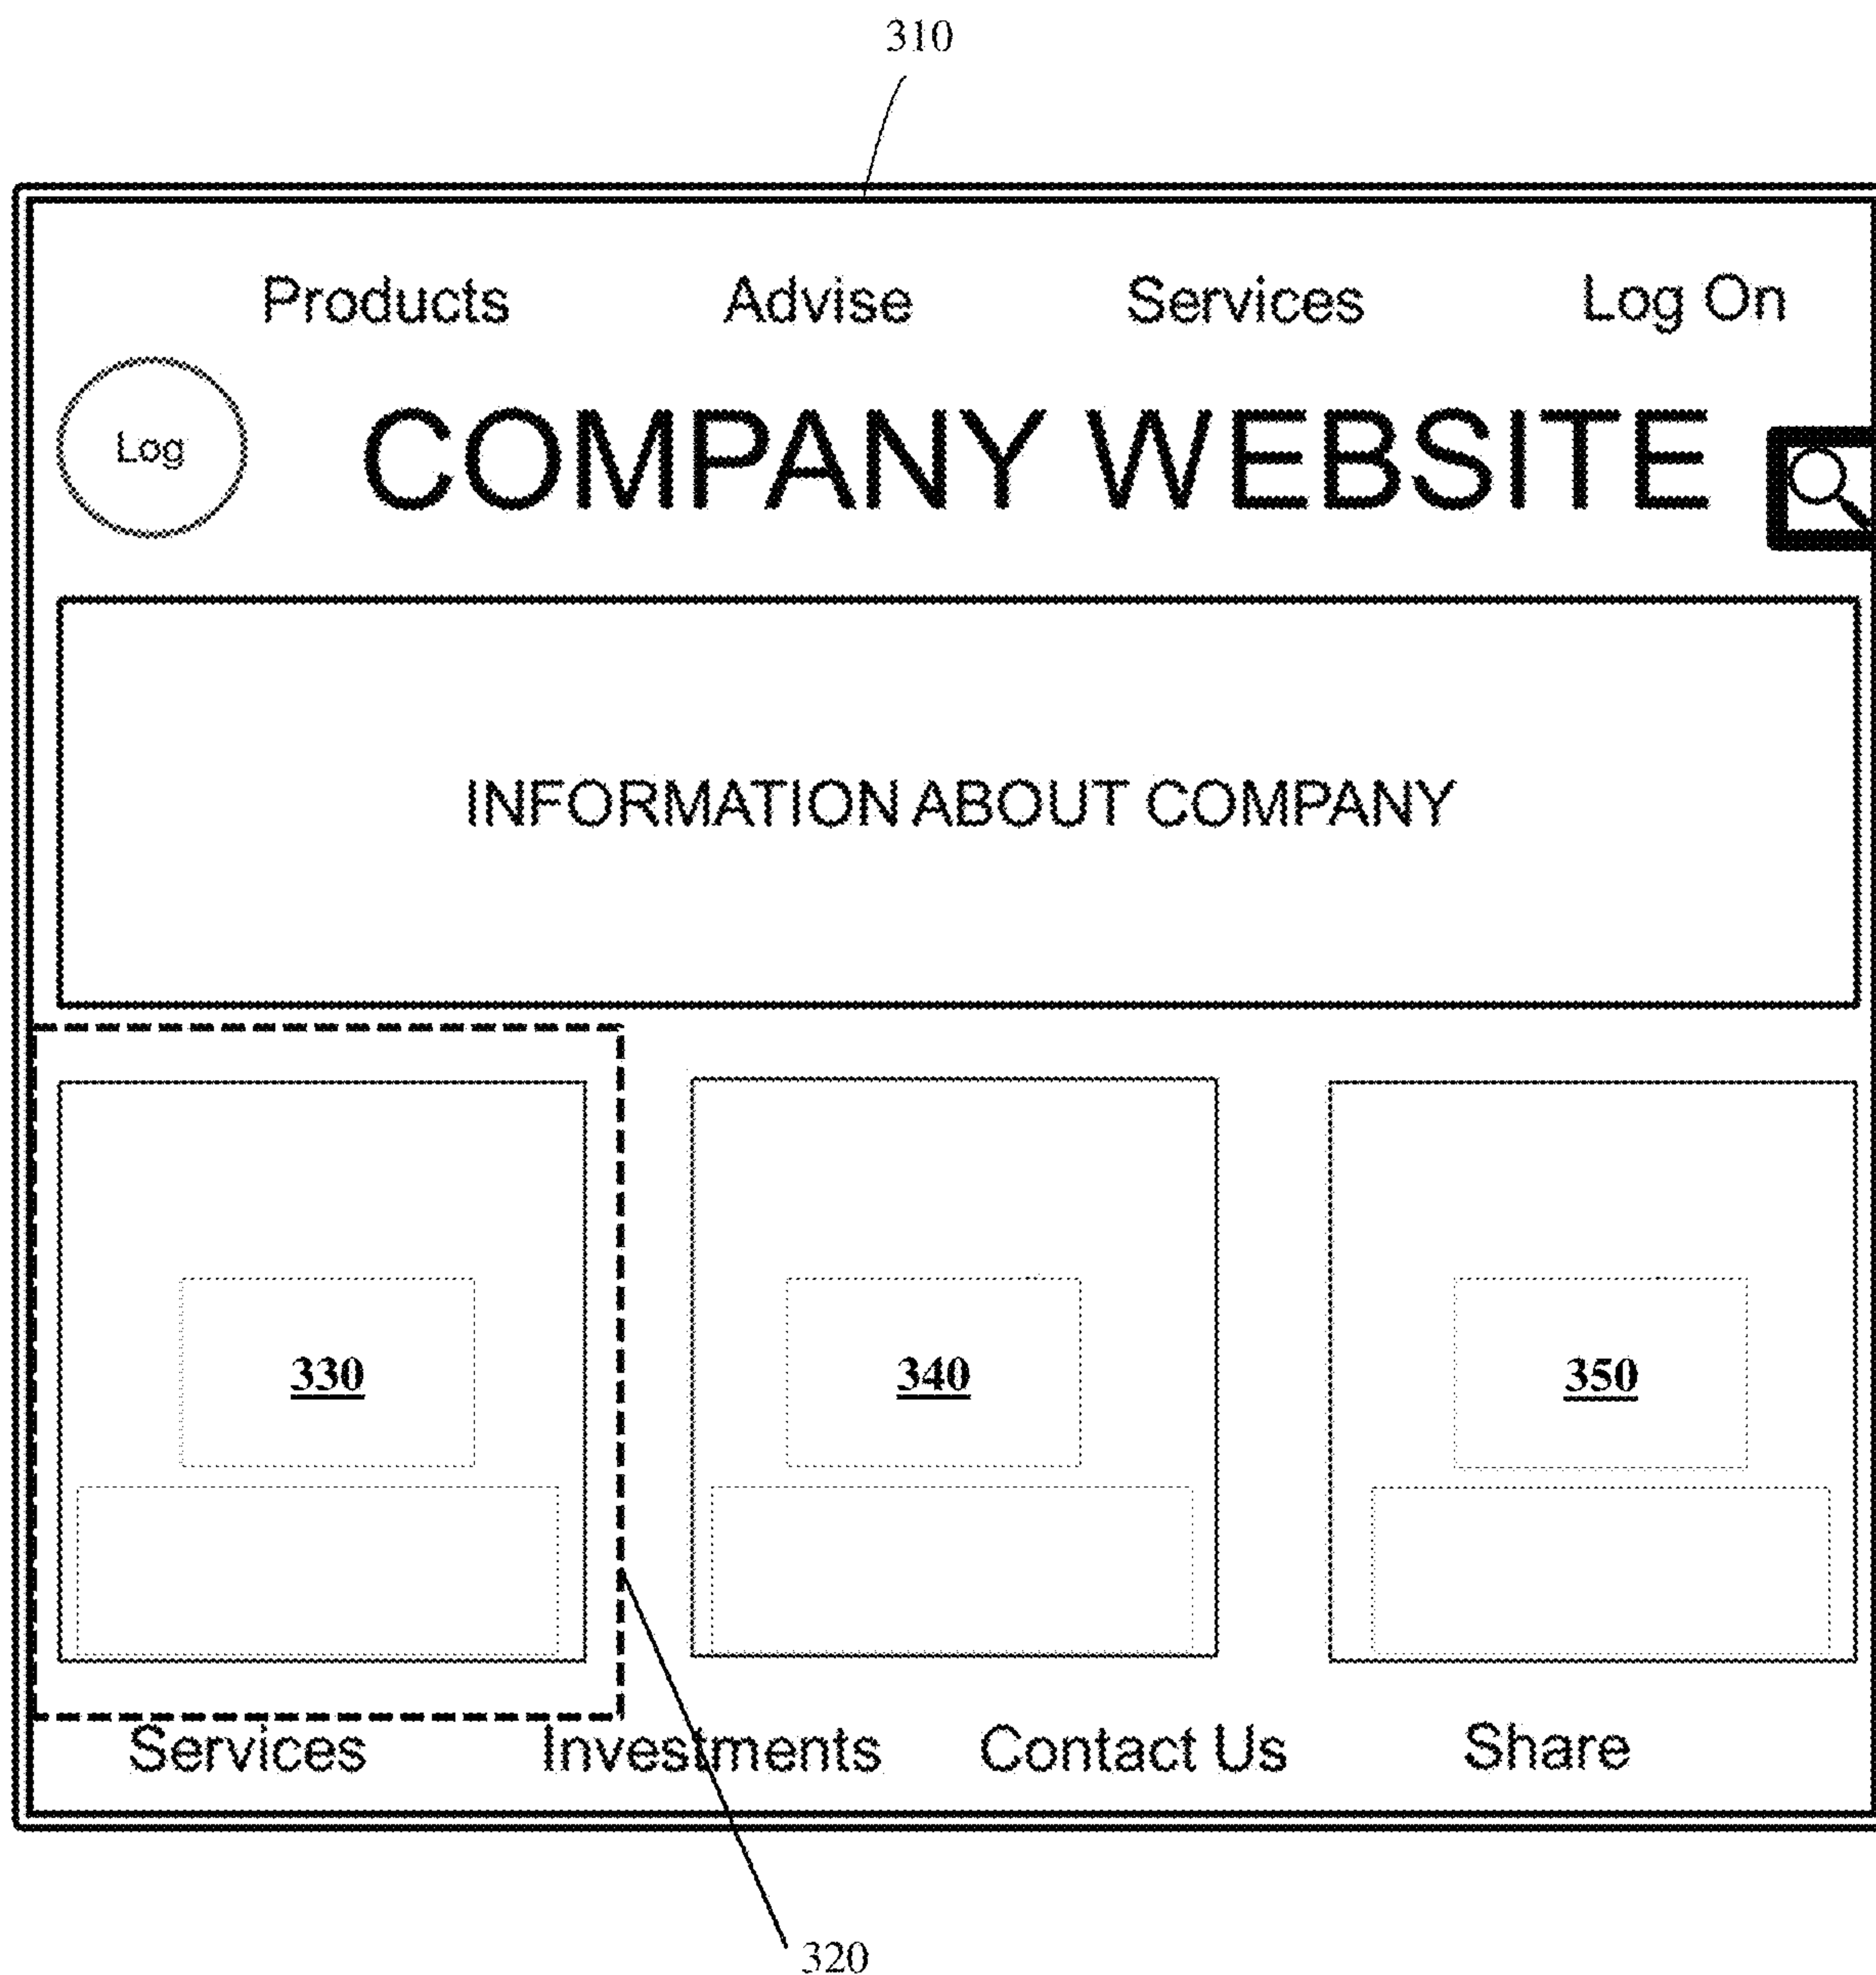 310
Products Advise Services Log On
Log COMPANY WEBSITE
INFORMATION ABOUT COMPANY
330 340 350
Services Investments Contact Us Share
320